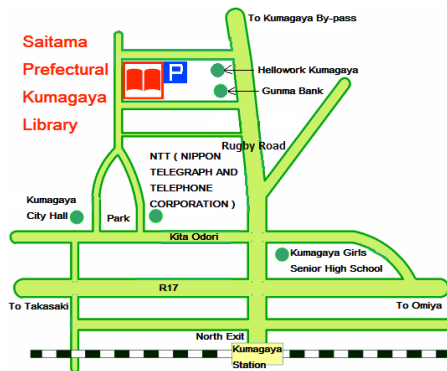 To Kumagaya By-pass
Saitama
Prefectural
Kumagaya
Library
P
Hellowork Kumagaya
Gunma Bank
Rugby Road
NTT ( NIPPON
TELEGRAPH AND
TELEPHONE
CORPORATION )
Kumagaya
City Hall
Park
Kita Odori
Kumagaya Girls
Senior High School
R17
To Takasaki
To Omiya
North Exit
Kumagaya
Station